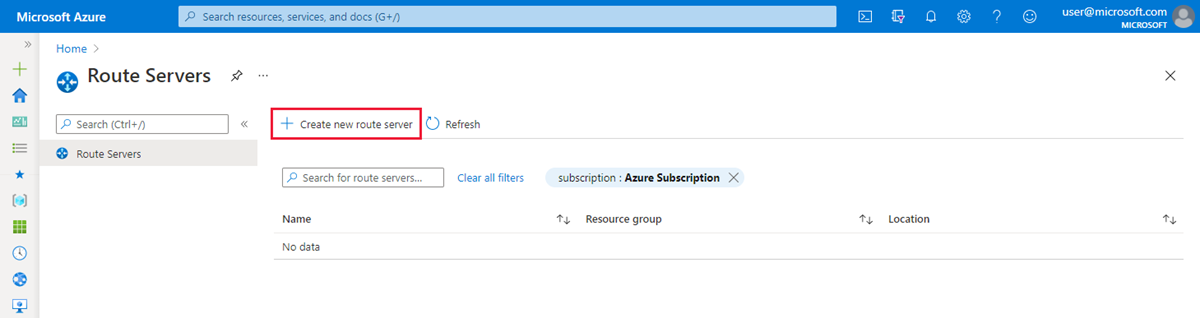 Microsoft Azure
Search resources, services, and docs (G+/)
user@microsoft.com
MICROSOFT
Home
Route Servers
Search (Ctrl+/)
Route Servers
Create new route server
Refresh
Search for route servers...
Clear all filters
subscription : Azure Subscription
Name
Resource group
Location
No data